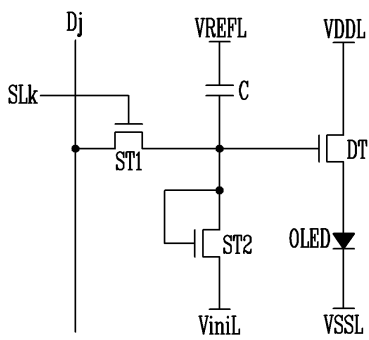 Dj
VREFL
VDDL
SLk
C
ST1
DT
ST2
OLED
ViniL
VSSL